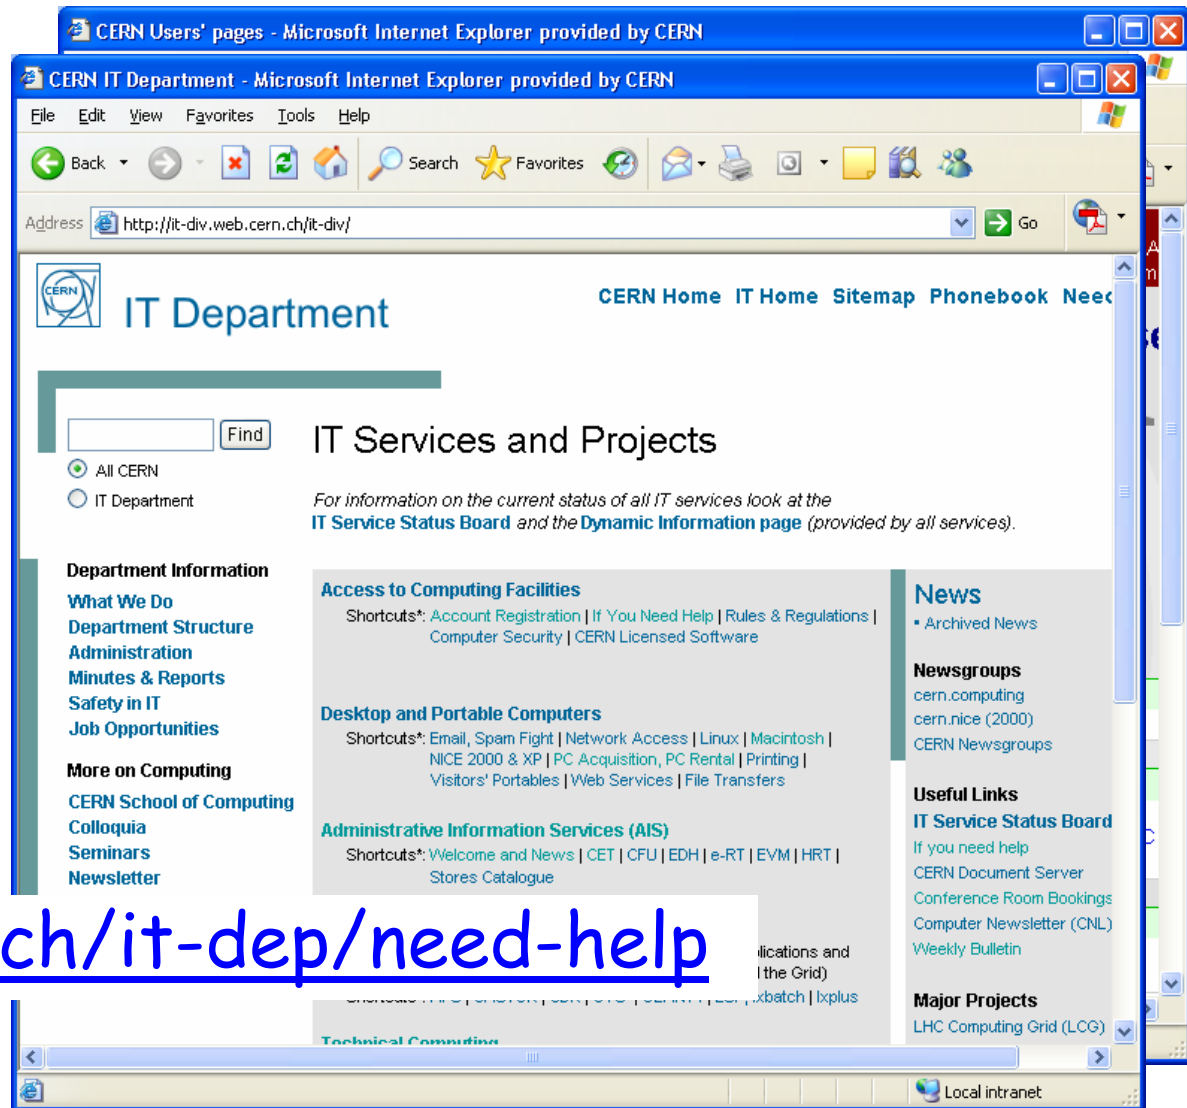 CERN Users' pages - Microsoft Internet Explorer provided by CERN
CERN IT Department - Microsoft Internet Explorer provided by CERN
File Edit View Favorites Tools Help
Back Search Favorites
Address http://it-div.web.cern.ch/it-div/ Go
CERN
IT Department
CERN Home IT Home Sitemap Phonebook Need
Find
All CERN
IT Department
IT Services and Projects
For information on the current status of all IT services look at the
IT Service Status Board and the Dynamic Information page (provided by all services).
Department Information
What We Do
Department Structure
Administration
Minutes & Reports
Safety in IT
Job Opportunities
More on Computing
CERN School of Computing
Colloquia
Seminars
Newsletter
Access to Computing Facilities
Shortcuts*: Account Registration | If You Need Help | Rules & Regulations |
Computer Security | CERN Licensed Software
Desktop and Portable Computers
Shortcuts*: Email, Spam Fight | Network Access | Linux | Macintosh |
NICE 2000 & XP | PC Acquisition, PC Rental | Printing |
Visitors' Portables | Web Services | File Transfers
Administrative Information Services (AIS)
Shortcuts*: Welcome and News | CET | CFU | EDH | e-RT | EVM | HRT |
Stores Catalogue
ch/it-dep/need-help
plications and
the Grid)
lxbatch | lxplus
Technical Computing
News
• Archived News
Newsgroups
cern.computing
cern.nice (2000)
CERN Newsgroups
Useful Links
IT Service Status Board
If you need help
CERN Document Server
Conference Room Bookings
Computer Newsletter (CNL)
Weekly Bulletin
Major Projects
LHC Computing Grid (LCG)
Local intranet